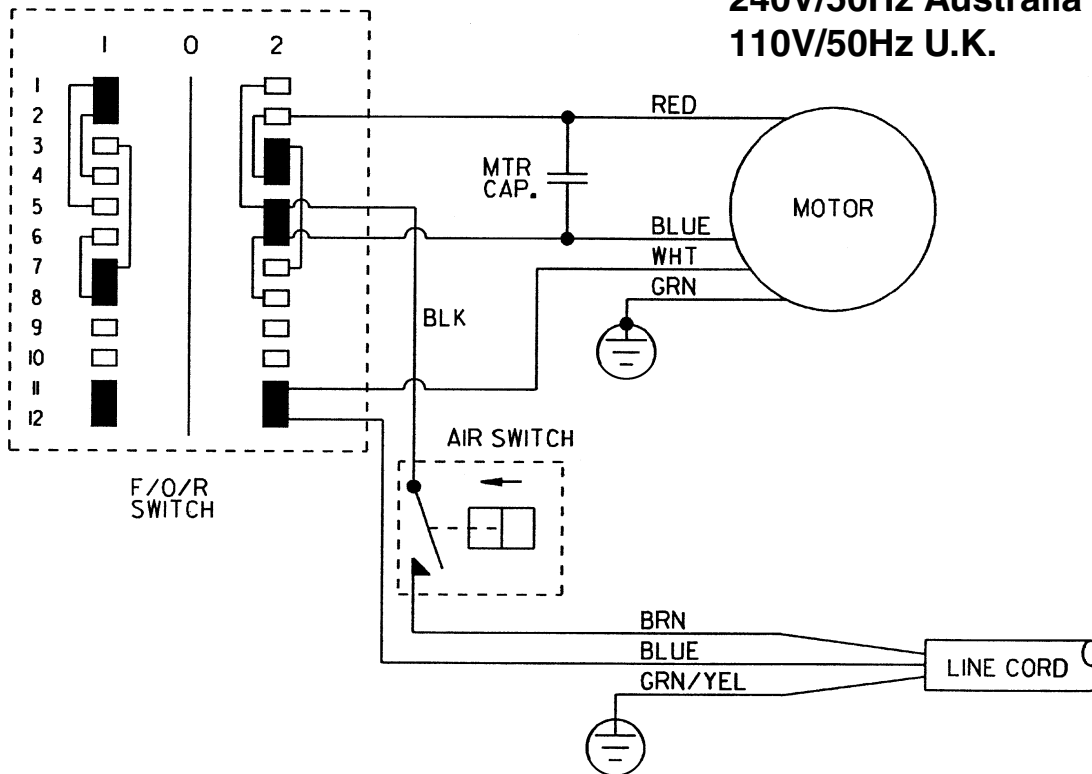 240V/50Hz Australia
110V/50Hz U.K.
1 0 2
1
2
3
4
5
6
7
8
9
10
11
12
RED
MTR
CAP.
MOTOR
BLUE
WHT
GRN
BLK
AIR SWITCH
F/O/R
SWITCH
BRN
BLUE
GRN/YEL
LINE CORD